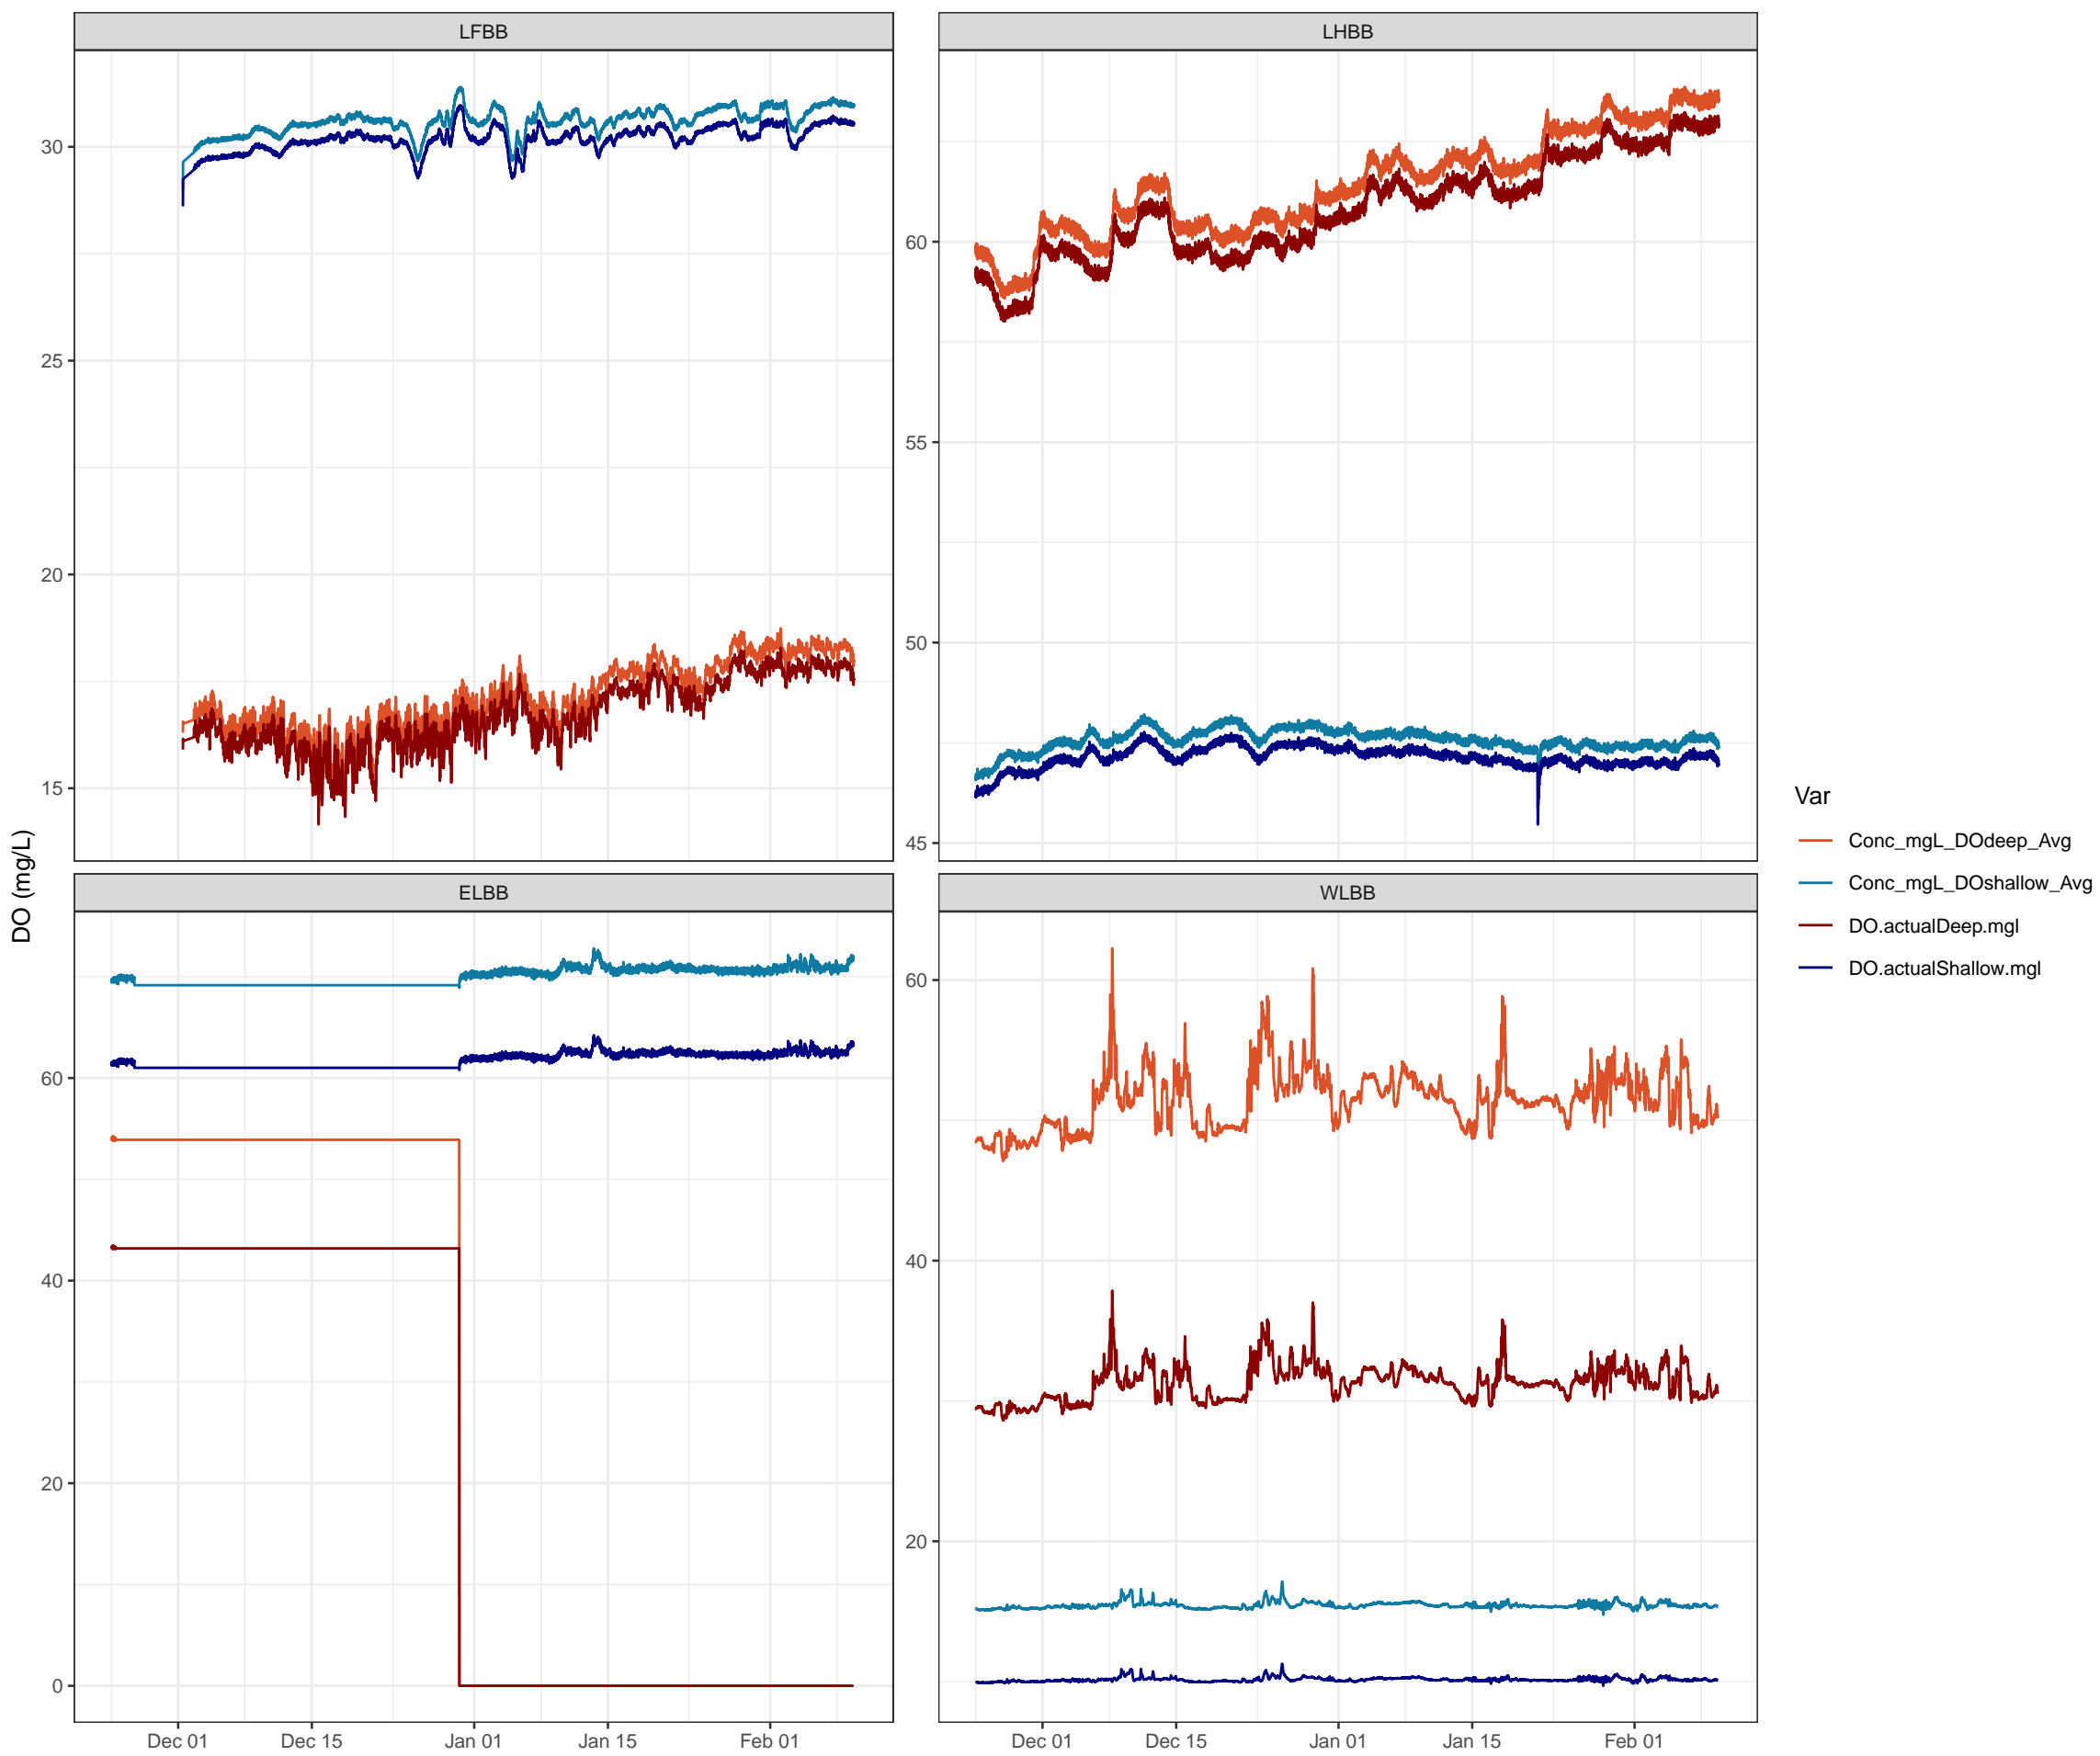 LFBB
LHBB
30
25
20
15
60
55
50
45
DO (mg/L)
ELBB
WLBB
60
40
20
0
60
40
20
Dec 01 Dec 15 Jan 01 Jan 15 Feb 01
Dec 01 Dec 15 Jan 01 Jan 15 Feb 01
Var
Conc_mgL_DOdeep_Avg
Conc_mgL_DOshallow_Avg
DO.actualDeep.mgl
DO.actualShallow.mgl